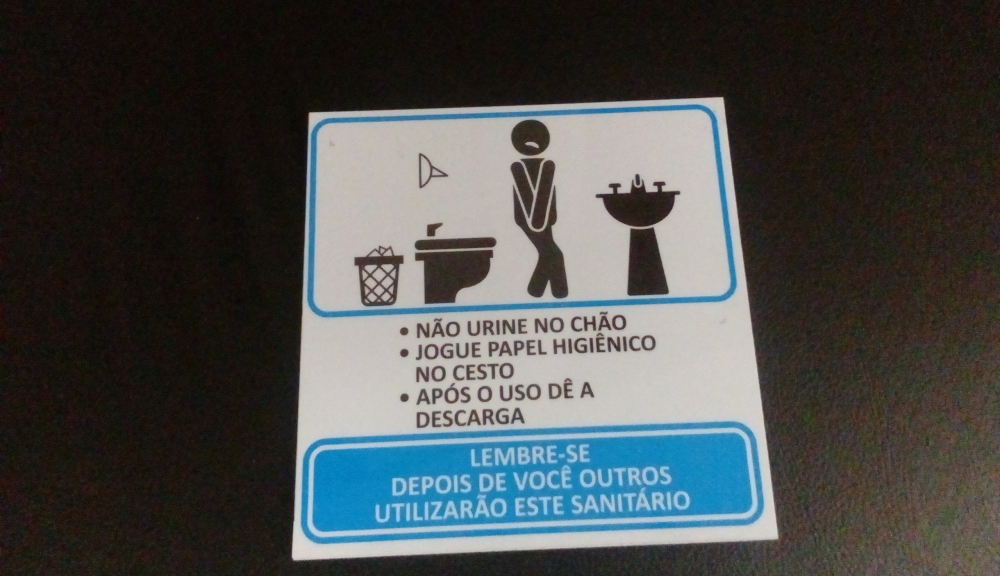 • NÃO URINE NO CHÃO
• JOGUE PAPEL HIGIÊNICO
NO CESTO
• APÓS O USO DÊ A
DESCARGA
LEMBRE-SE
DEPOIS DE VOCÊ OUTROS
UTILIZARÃO ESTE SANITÁRIO